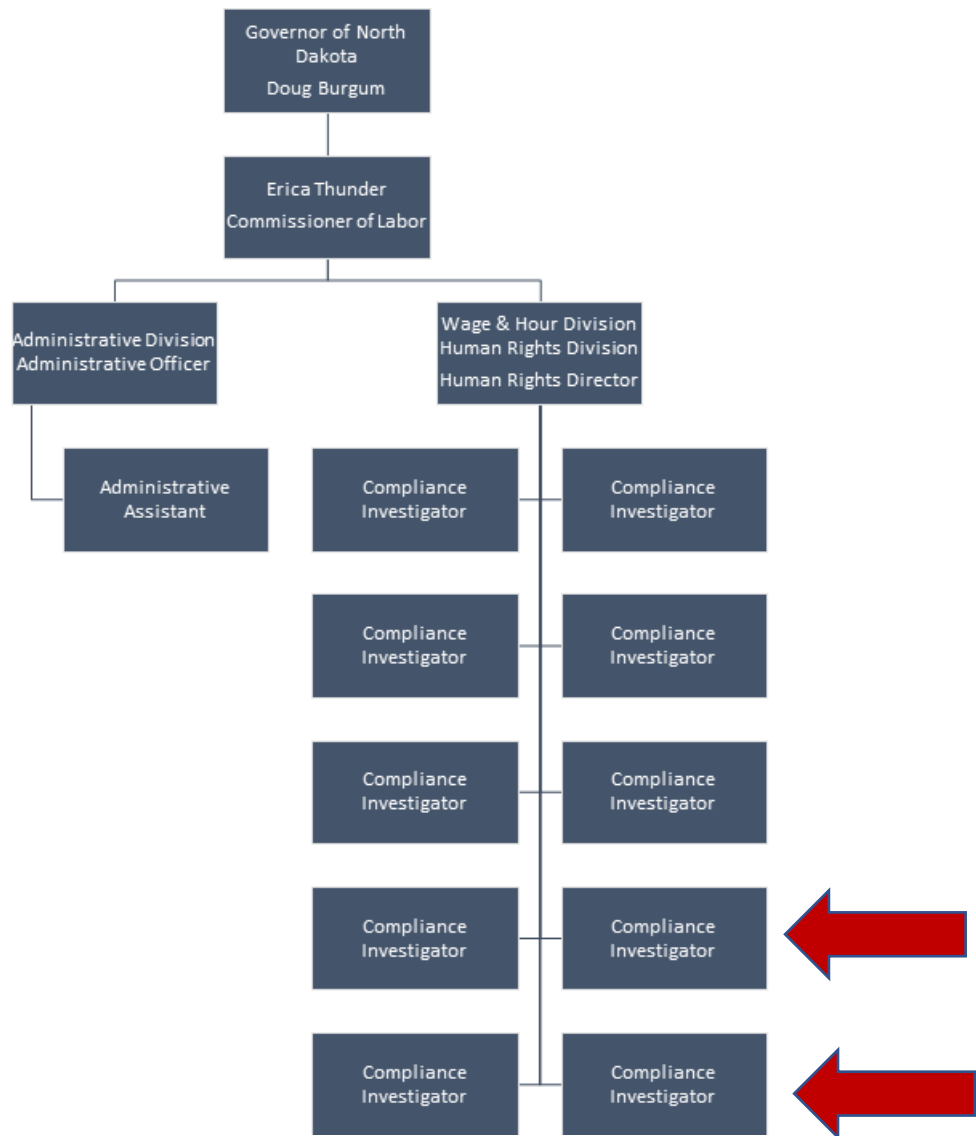 Governor of North
Dakota
Doug Burgum
Erica Thunder
Commissioner of Labor
Administrative Division
Administrative Officer
Wage & Hour Division
Human Rights Division
Human Rights Director
Administrative
Assistant
Compliance
Investigator
Compliance
Investigator
Compliance
Investigator
Compliance
Investigator
Compliance
Investigator
Compliance
Investigator
Compliance
Investigator
Compliance
Investigator
Compliance
Investigator
Compliance
Investigator